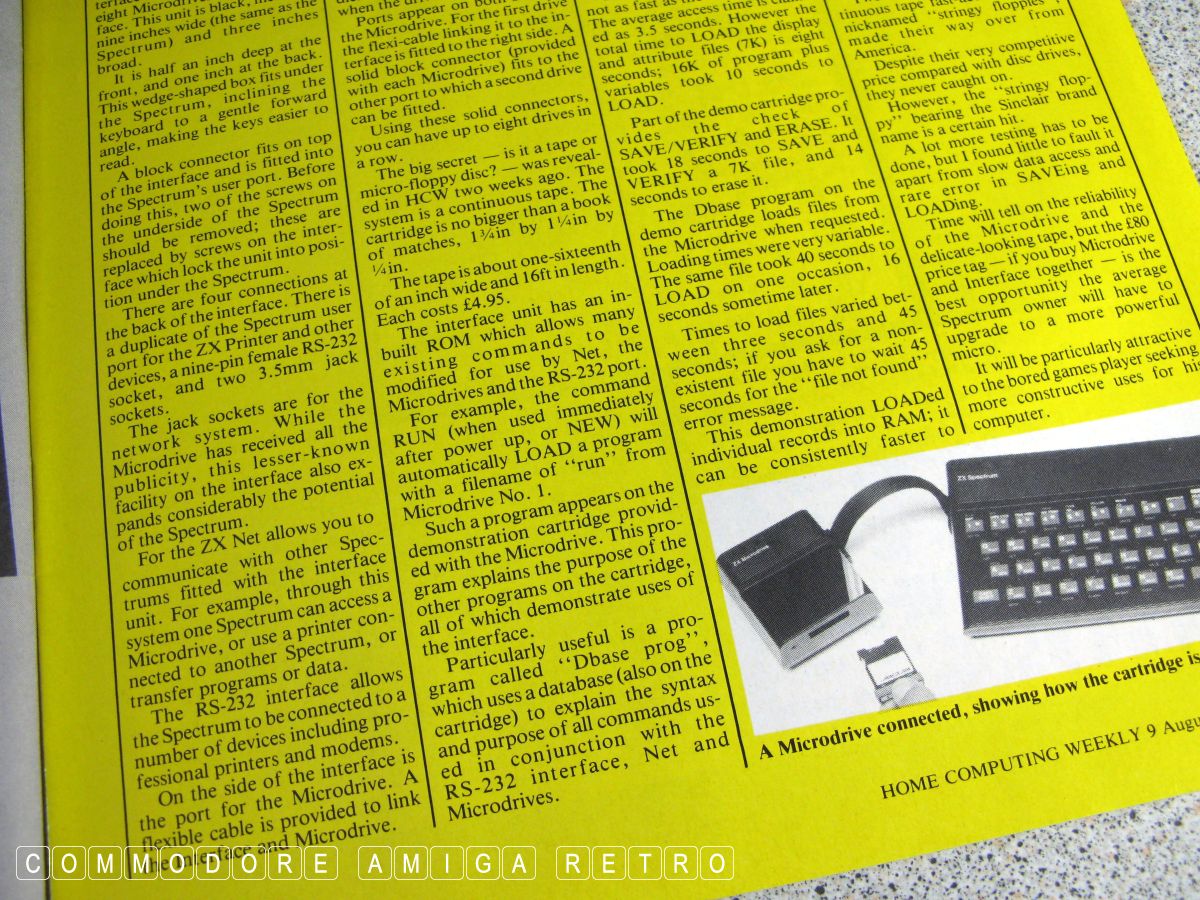 eight Microdrive
face. This unit is black,
nine inches wide (the same as the
Spectrum) and three inches
broad.
It is half an inch deep at the
front, and one inch at the back.
This wedge-shaped box fits under
the Spectrum, inclining the
keyboard to a gentle forward
angle, making the keys easier to
read.
A block connector fits on top
of the interface and is fitted into
the Spectrum's user port. Before
doing this, two of the screws on
the underside of the Spectrum
should be removed; these are
replaced by screws on the inter-
face which lock the unit into posi-
tion under the Spectrum.
There are four connections at
the back of the interface. There is
a duplicate of the Spectrum user
port for the ZX Printer and other
devices, a nine-pin female RS-232
socket, and two 3.5mm jack
sockets.
The jack sockets are for the
network system. While the
Microdrive has received all the
publicity, this lesser-known
facility on the interface also ex-
pands considerably the potential
of the Spectrum.
For the ZX Net allows you to
communicate with other Spec-
trums fitted with the interface
unit. For example, through this
system one Spectrum can access a
Microdrive, or use a printer con-
nected to another Spectrum, or
transfer programs or data.
The RS-232 interface allows
the Spectrum to be connected to a
number of devices including pro-
fessional printers and modems.
On the side of the interface is
the port for the Microdrive. A
flexible cable is provided to link
the interface and Microdrive.
when the
Ports appear on both
the Microdrive. For the first drive
the flexi-cable linking it to the in-
terface is fitted to the right side. A
solid block connector (provided
with each Microdrive) fits to the
other port to which a second drive
can be fitted.
Using these solid connectors,
you can have up to eight drives in
a row.
The big secret — is it a tape or
micro-floppy disc? — was reveal-
ed in HCW two weeks ago. The
system is a continuous tape. The
cartridge is no bigger than a book
of matches, 1¾in by 1¼in by
¼in.
The tape is about one-sixteenth
of an inch wide and 16ft in length.
Each costs £4.95.
The interface unit has an in-
built ROM which allows many
existing commands to be
modified for use by Net, the
Microdrives and the RS-232 port.
For example, the command
RUN (when used immediately
after power up, or NEW) will
automatically LOAD a program
with a filename of "run" from
Microdrive No. 1.
Such a program appears on the
demonstration cartridge provid-
ed with the Microdrive. This pro-
gram explains the purpose of the
other programs on the cartridge,
all of which demonstrate uses of
the interface.
Particularly useful is a pro-
gram called "Dbase prog",
which uses a database (also on the
cartridge) to explain the syntax
and purpose of all commands us-
ed in conjunction with the
RS-232 interface, Net and
Microdrives.
not as fast as
The average access time is claim-
ed as 3.5 seconds. However the
total time to LOAD the display
and attribute files (7K) is eight
seconds; 16K of program plus
variables took 10 seconds to
LOAD.
Part of the demo cartridge pro-
vides the check of
SAVE/VERIFY and ERASE. It
took 18 seconds to SAVE and
VERIFY a 7K file, and 14
seconds to erase it.
The Dbase program on the
demo cartridge loads files from
the Microdrive when requested.
Loading times were very variable.
The same file took 40 seconds to
LOAD on one occasion, 16
seconds sometime later.
Times to load files varied bet-
ween three seconds and 45
seconds; if you ask for a non-
existent file you have to wait 45
seconds for the "file not found"
error message.
This demonstration LOADed
individual records into RAM; it
can be consistently faster to
tinuous tape
nicknamed "stringy floppies",
made their way over from
America.
Despite their very competitive
price compared with disc drives,
they never caught on.
However, the "stringy flop-
py" bearing the Sinclair brand
name is a certain hit.
A lot more testing has to be
done, but I found little to fault it
apart from slow data access and
rare error in SAVEing and
LOADing.
Time will tell on the reliability
of the Microdrive and the
delicate-looking tape, but the £80
price tag — if you buy Microdrive
and Interface together — is the
best opportunity the average
Spectrum owner will have to
upgrade to a more powerful
micro.
It will be particularly attractive
to the bored games player seeking
more constructive uses for his
computer.
ZX Spectrum
ZX Microdrive
A Microdrive connected, showing how the cartridge is
HOME COMPUTING WEEKLY 9 Augu
COMMODORE AMIGA RETRO